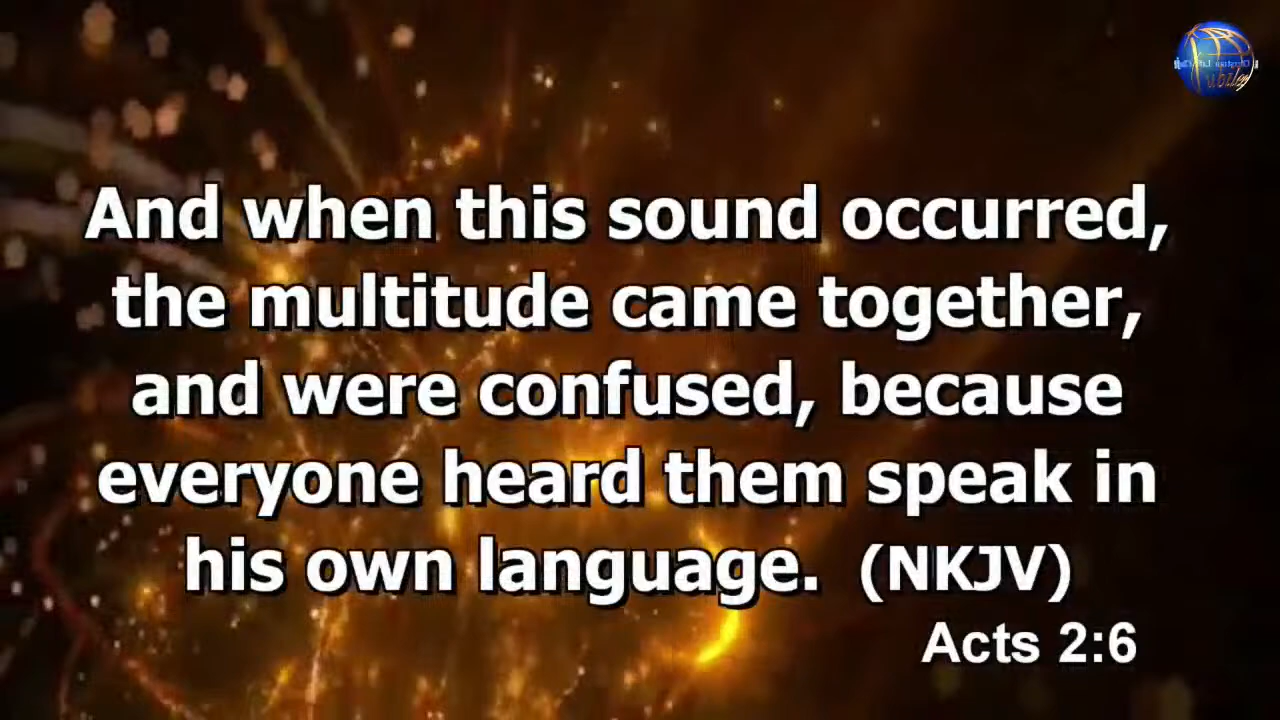 And when this sound occurred,
the multitude came together,
and were confused, because
everyone heard them speak in
his own language. (NKJV)
Acts 2:6